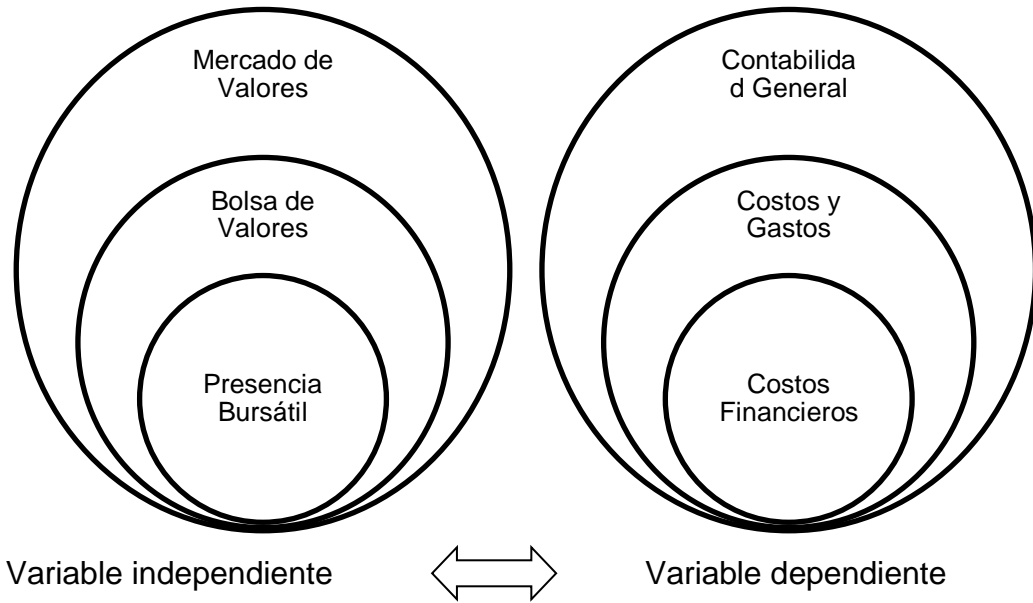 Mercado de
Valores
Bolsa de
Valores
Presencia
Bursátil
Contabilida
d General
Costos y
Gastos
Costos
Financieros
Variable independiente
Variable dependiente